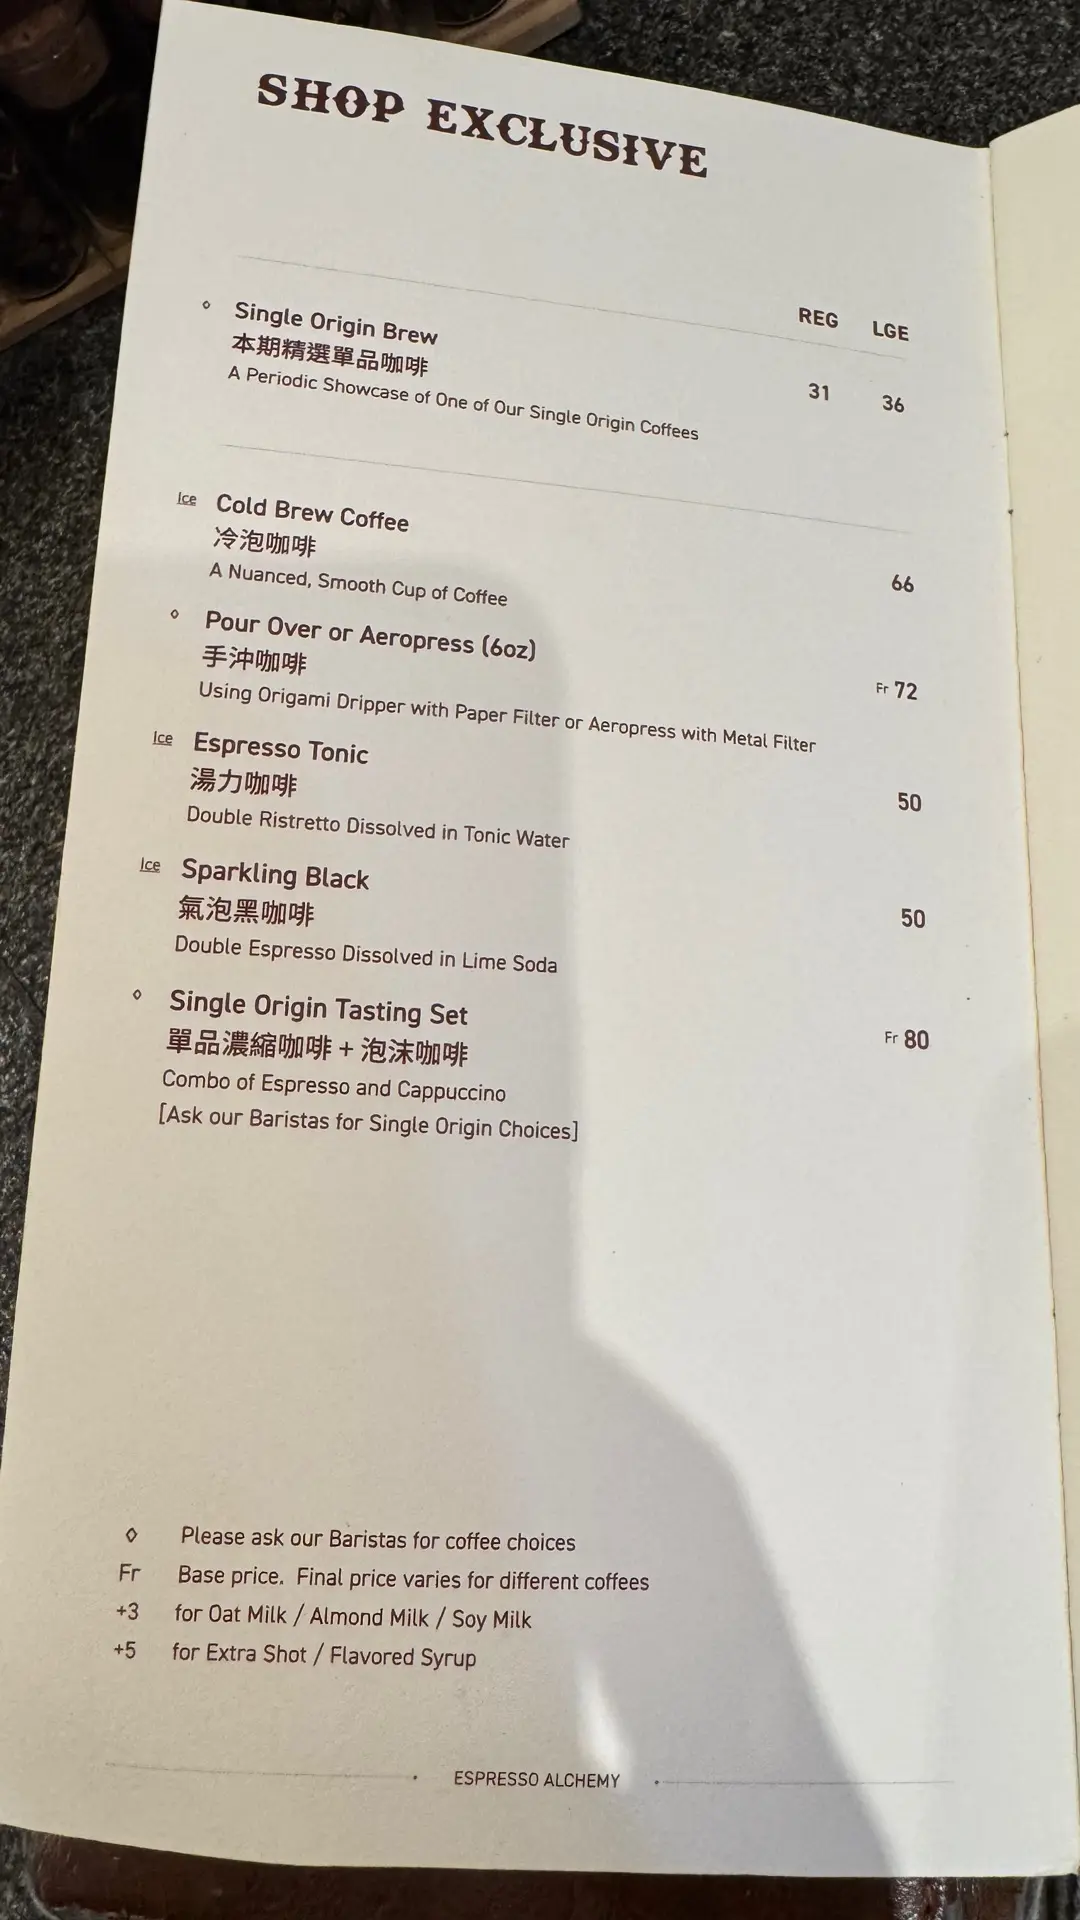 SHOP EXCLUSIVE
REG LGE
◊ Single Origin Brew
本期精選單品咖啡
31 36
A Periodic Showcase of One of Our Single Origin Coffees
Ice Cold Brew Coffee
冷泡咖啡
66
A Nuanced, Smooth Cup of Coffee
◊ Pour Over or Aeropress (6oz)
手沖咖啡
Fr 72
Using Origami Dripper with Paper Filter or Aeropress with Metal Filter
Ice Espresso Tonic
湯力咖啡
50
Double Ristretto Dissolved in Tonic Water
Ice Sparkling Black
氣泡黑咖啡
50
Double Espresso Dissolved in Lime Soda
◊ Single Origin Tasting Set
單品濃縮咖啡 + 泡沫咖啡
Fr 80
Combo of Espresso and Cappuccino
[Ask our Baristas for Single Origin Choices]
◊ Please ask our Baristas for coffee choices
Fr Base price. Final price varies for different coffees
+3 for Oat Milk / Almond Milk / Soy Milk
+5 for Extra Shot / Flavored Syrup
ESPRESSO ALCHEMY